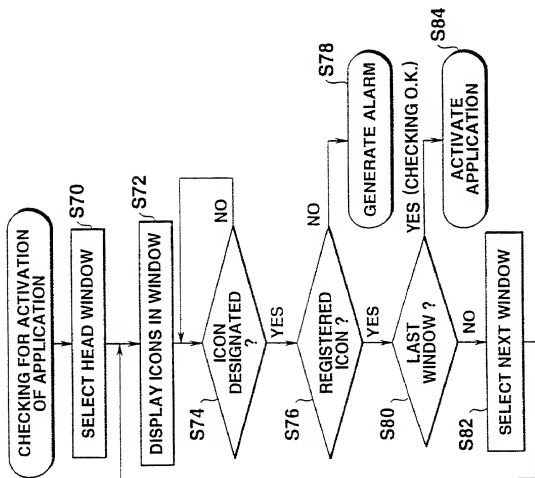 CHECKING FOR ACTIVATION
OF APPLICATION
S70
SELECT HEAD WINDOW
S72
DISPLAY ICONS IN WINDOW
S74
ICON
DESIGNATED
?
NO
YES
S76
REGISTERED
ICON ?
NO
S78
GENERATE ALARM
YES
S80
LAST
WINDOW ?
YES (CHECKING O.K.)
S84
ACTIVATE
APPLICATION
NO
S82
SELECT NEXT WINDOW